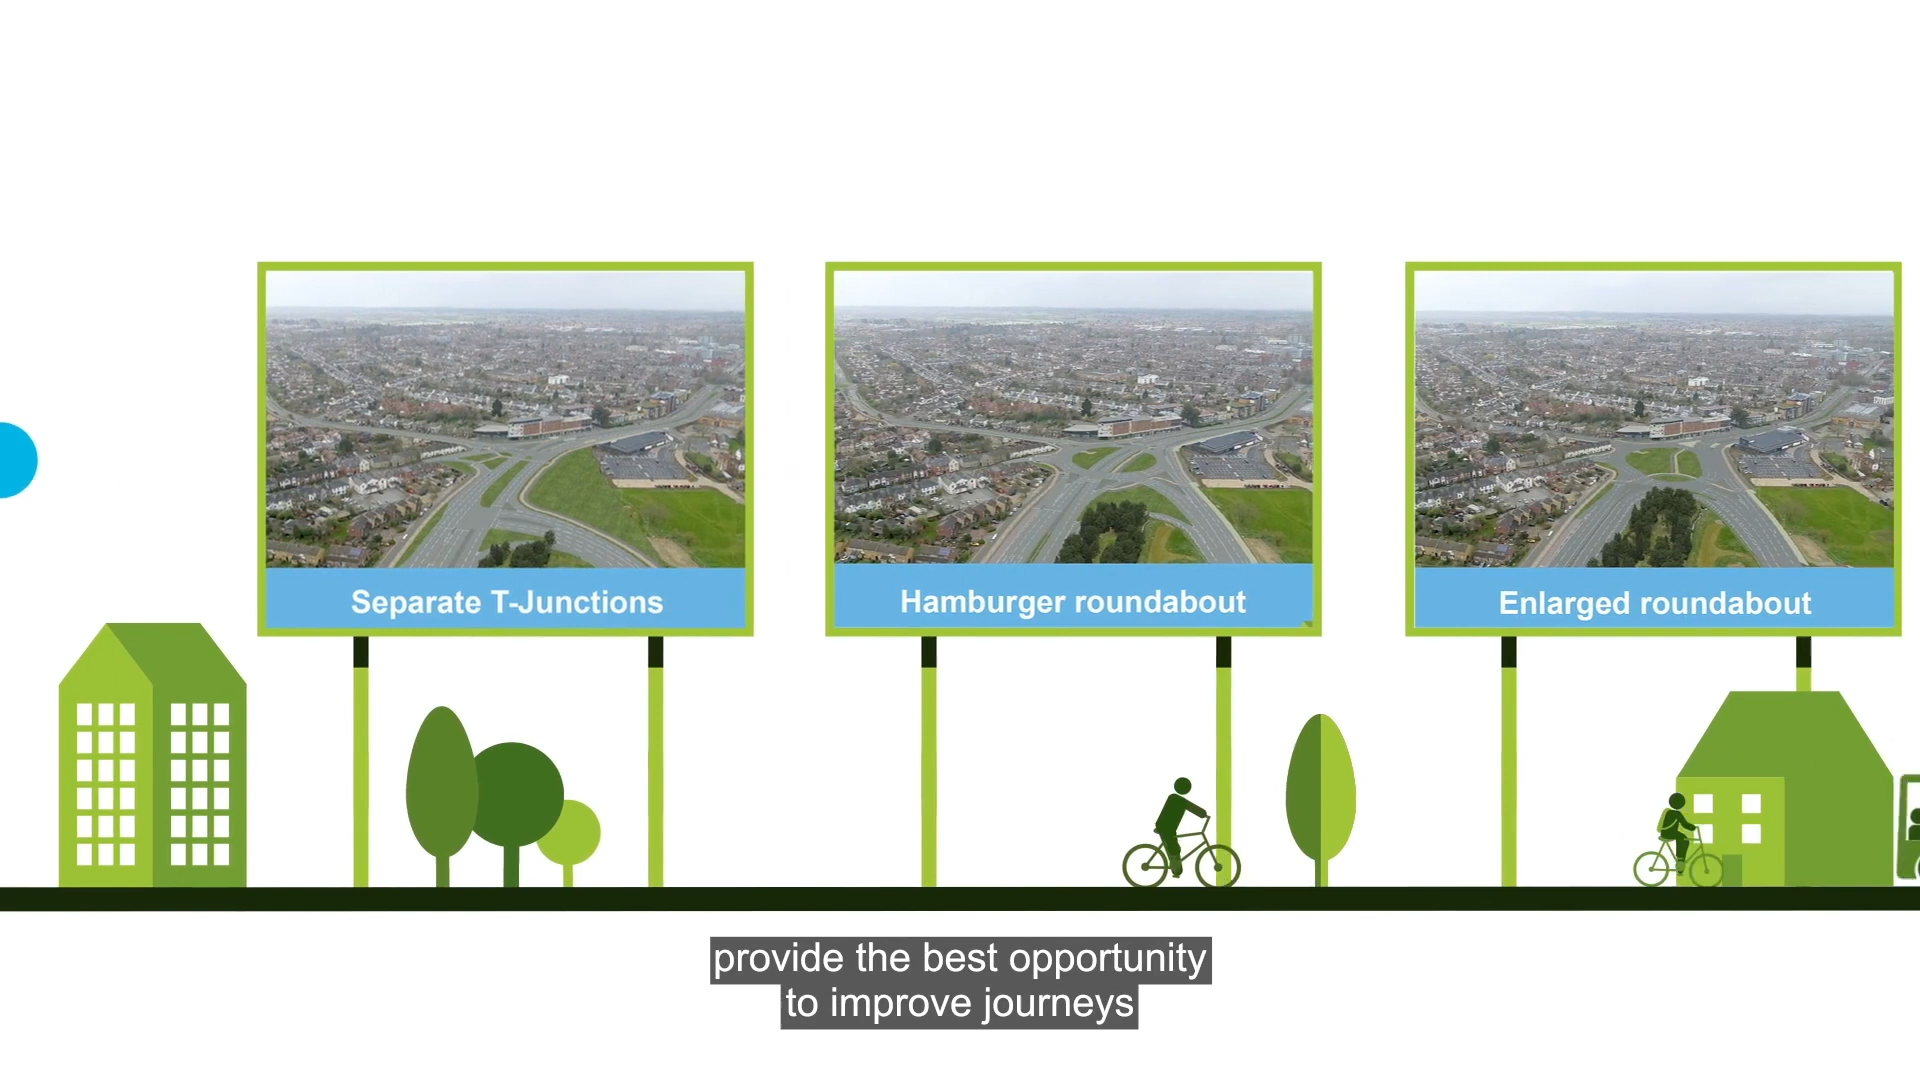 Separate T-Junctions
Hamburger roundabout
Enlarged roundabout
provide the best opportunity
to improve journeys